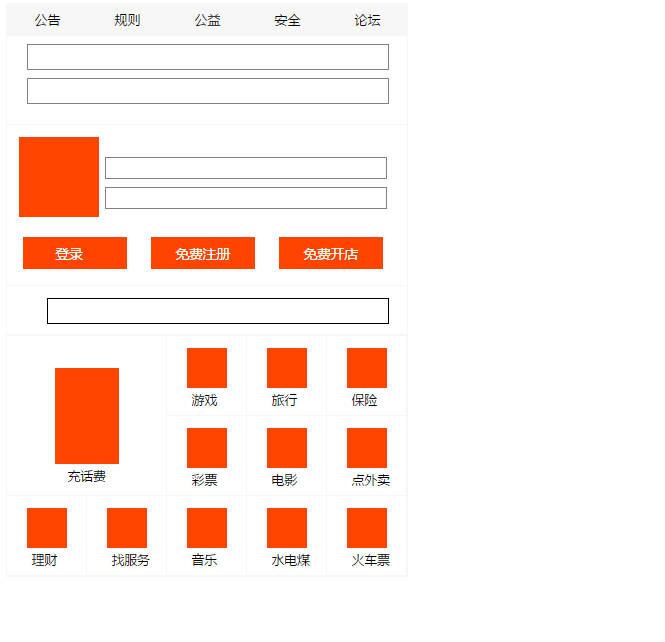 公告 规则 公益 安全 论坛
登录 免费注册 免费开店
游戏 旅行 保险
彩票 电影 点外卖
充话费
理财 找服务 音乐 水电煤 火车票